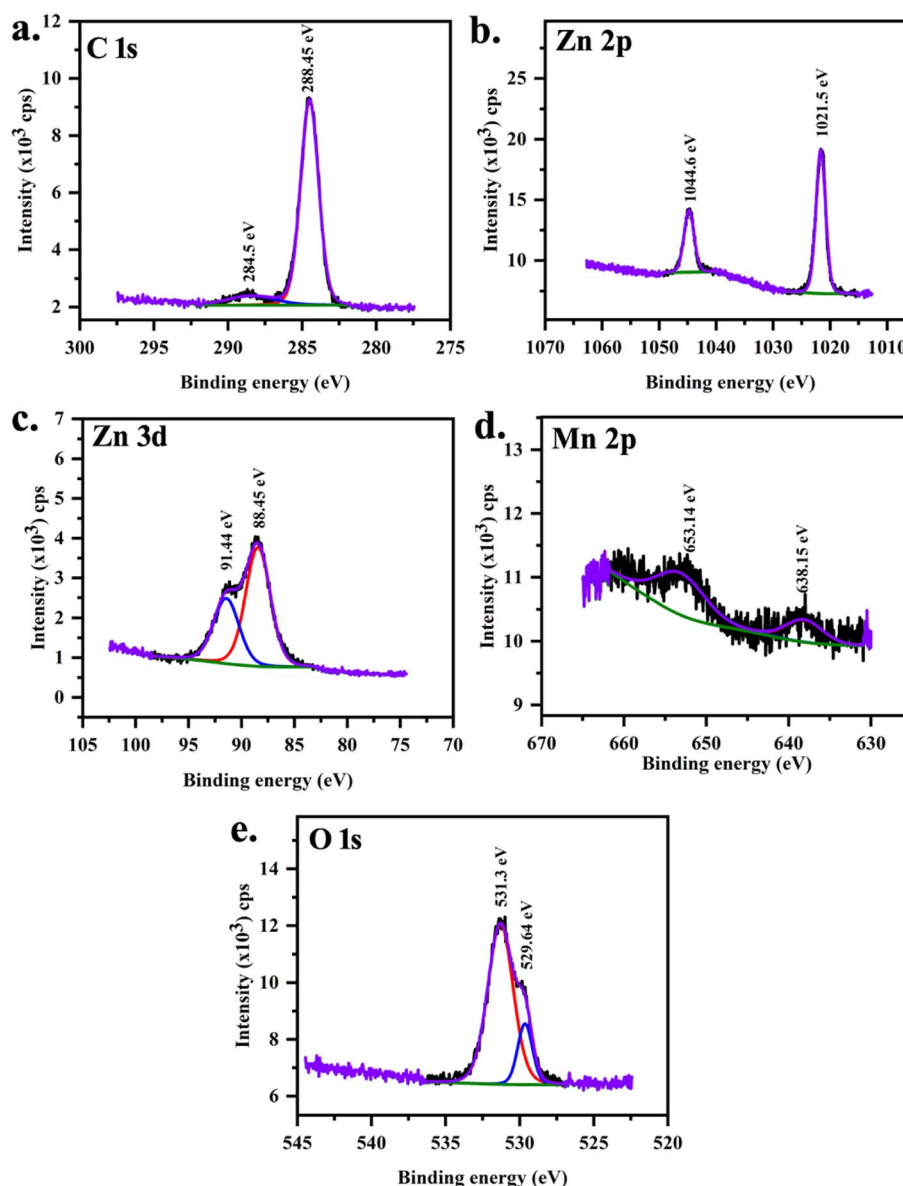 a.
C 1s
288.45 eV
284.5 eV
Intensity (x10³) cps
12
10
8
6
4
2
300 295 290 285 280 275
Binding energy (eV)
b.
Zn 2p
1044.6 eV
1021.5 eV
Intensity (x10³) cps
25
20
15
10
1070 1060 1050 1040 1030 1020 1010
Binding energy (eV)
c.
Zn 3d
91.44 eV
88.45 eV
Intensity (x10³) cps
7
6
5
4
3
2
1
0
105 100 95 90 85 80 75 70
Binding energy (eV)
d.
Mn 2p
653.14 eV
638.15 eV
Intensity (x10³) cps
13
12
11
10
9
670 660 650 640 630
Binding energy (eV)
e.
O 1s
531.3 eV
529.64 eV
Intensity (x10³) cps
14
12
10
8
6
545 540 535 530 525 520
Binding energy (eV)